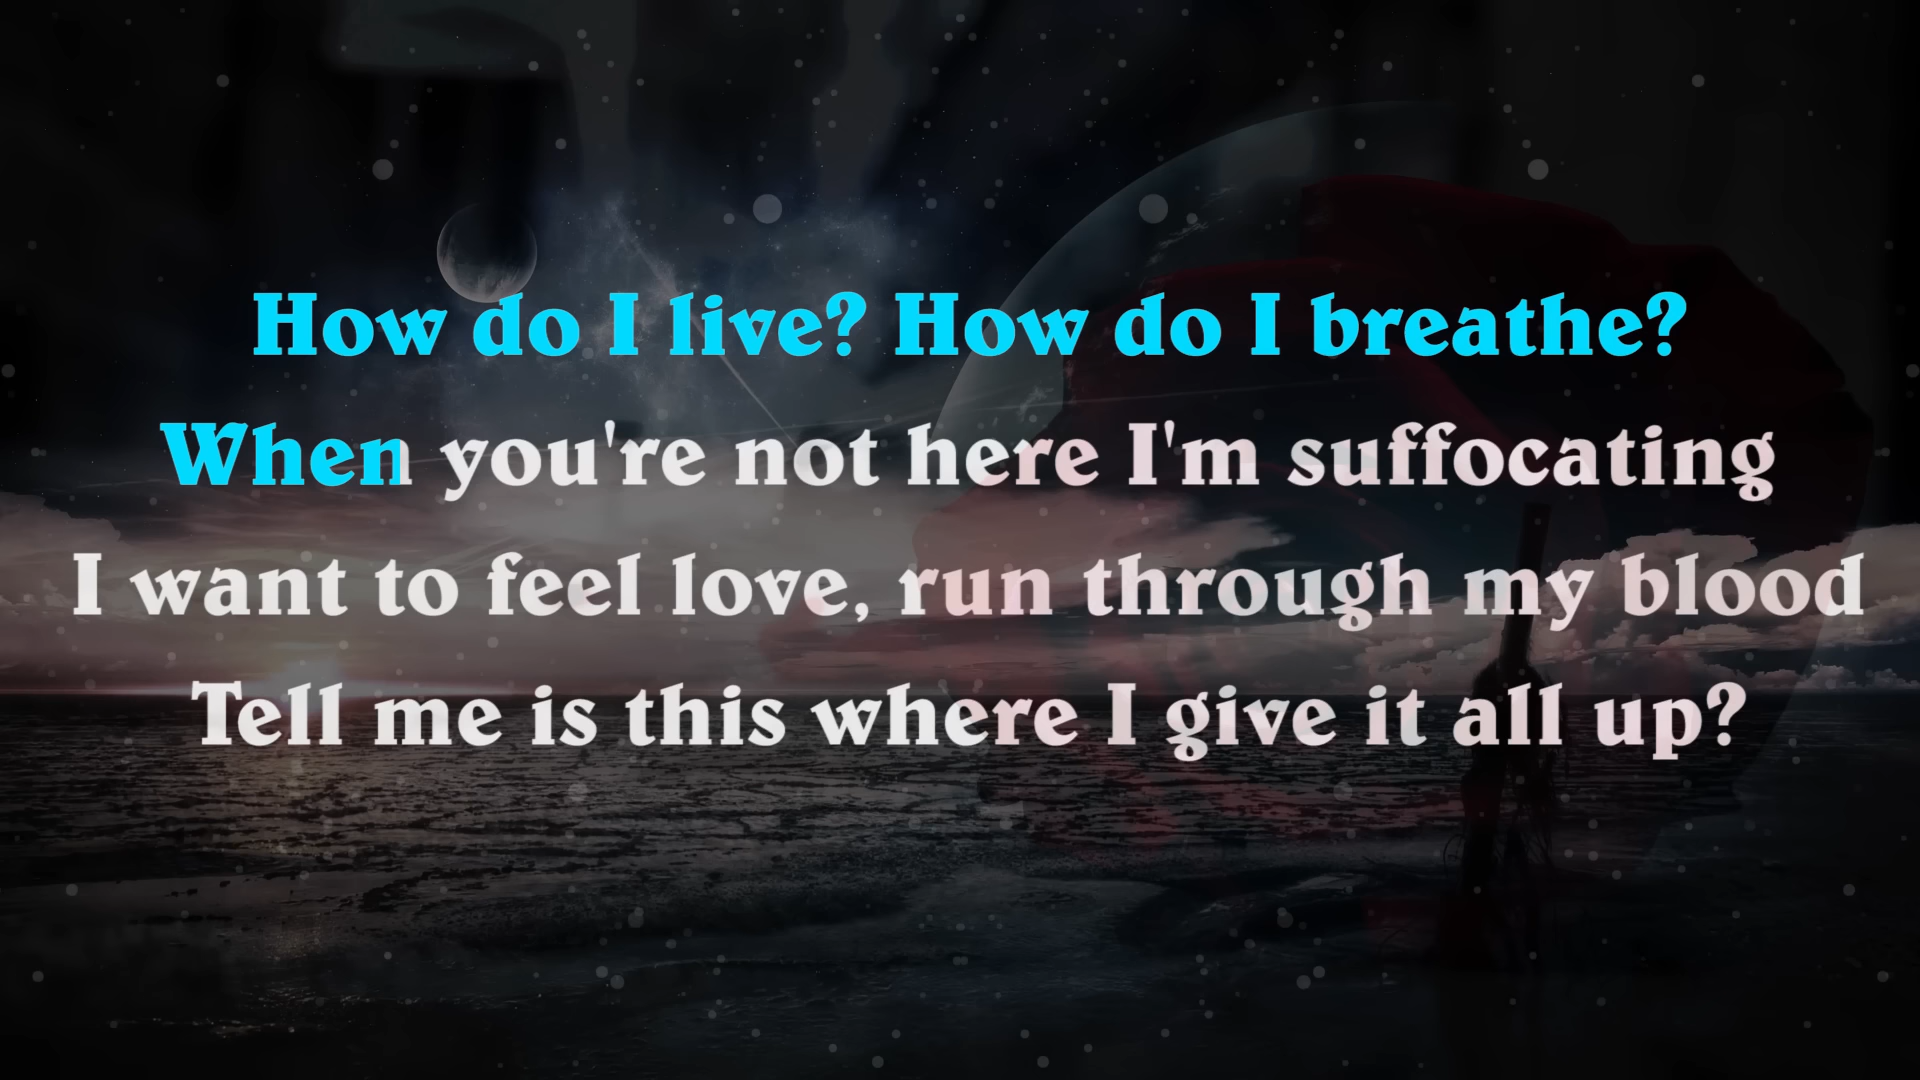 How do I live? How do I breathe?
When you're not here I'm suffocating
I want to feel love, run through my blood
Tell me is this where I give it all up?